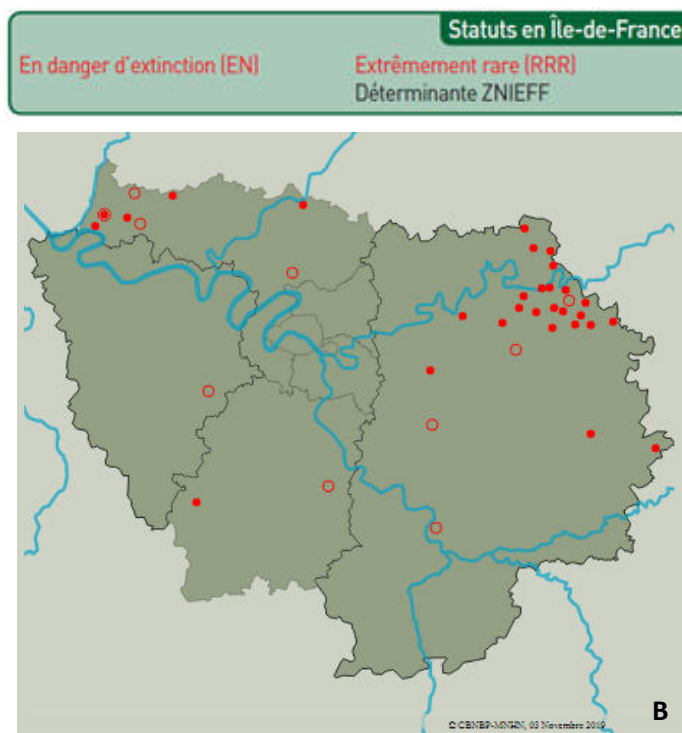 Statuts en Île-de-France
En danger d'extinction (EN)
Extrêmement rare (RRR)
Déterminante ZNIEFF
B
© CBNBP-MNHN, 03 Novembre 2019